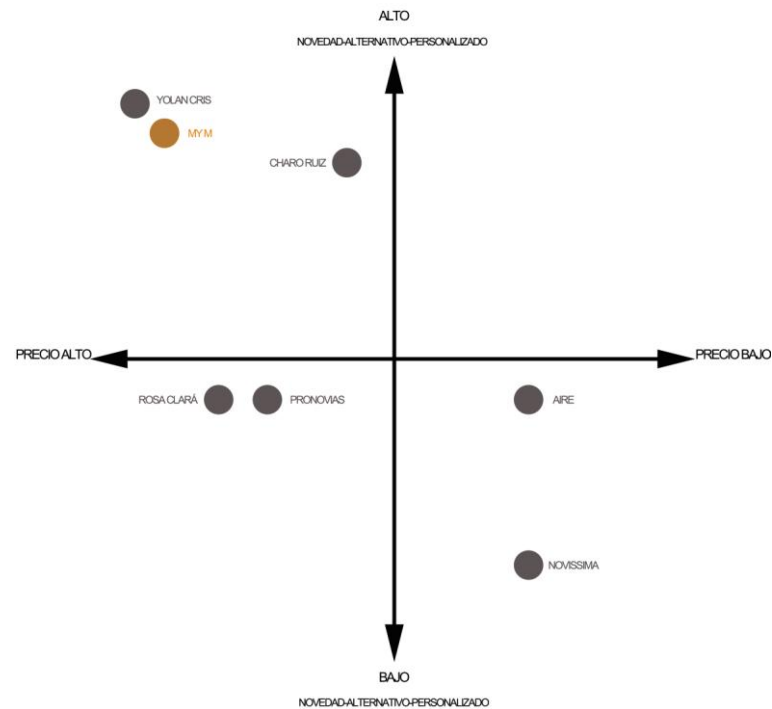 ALTO
NOVEDAD-ALTERNATIVO-PERSONALIZADO
YOLAN CRIS
MY M
CHARO RUIZ
PRECIO ALTO
PRECIO BAJO
ROSA CLARÁ
PRONOVIAS
AIRE
NOVISSIMA
BAJO
NOVEDAD-ALTERNATIVO-PERSONALIZADO